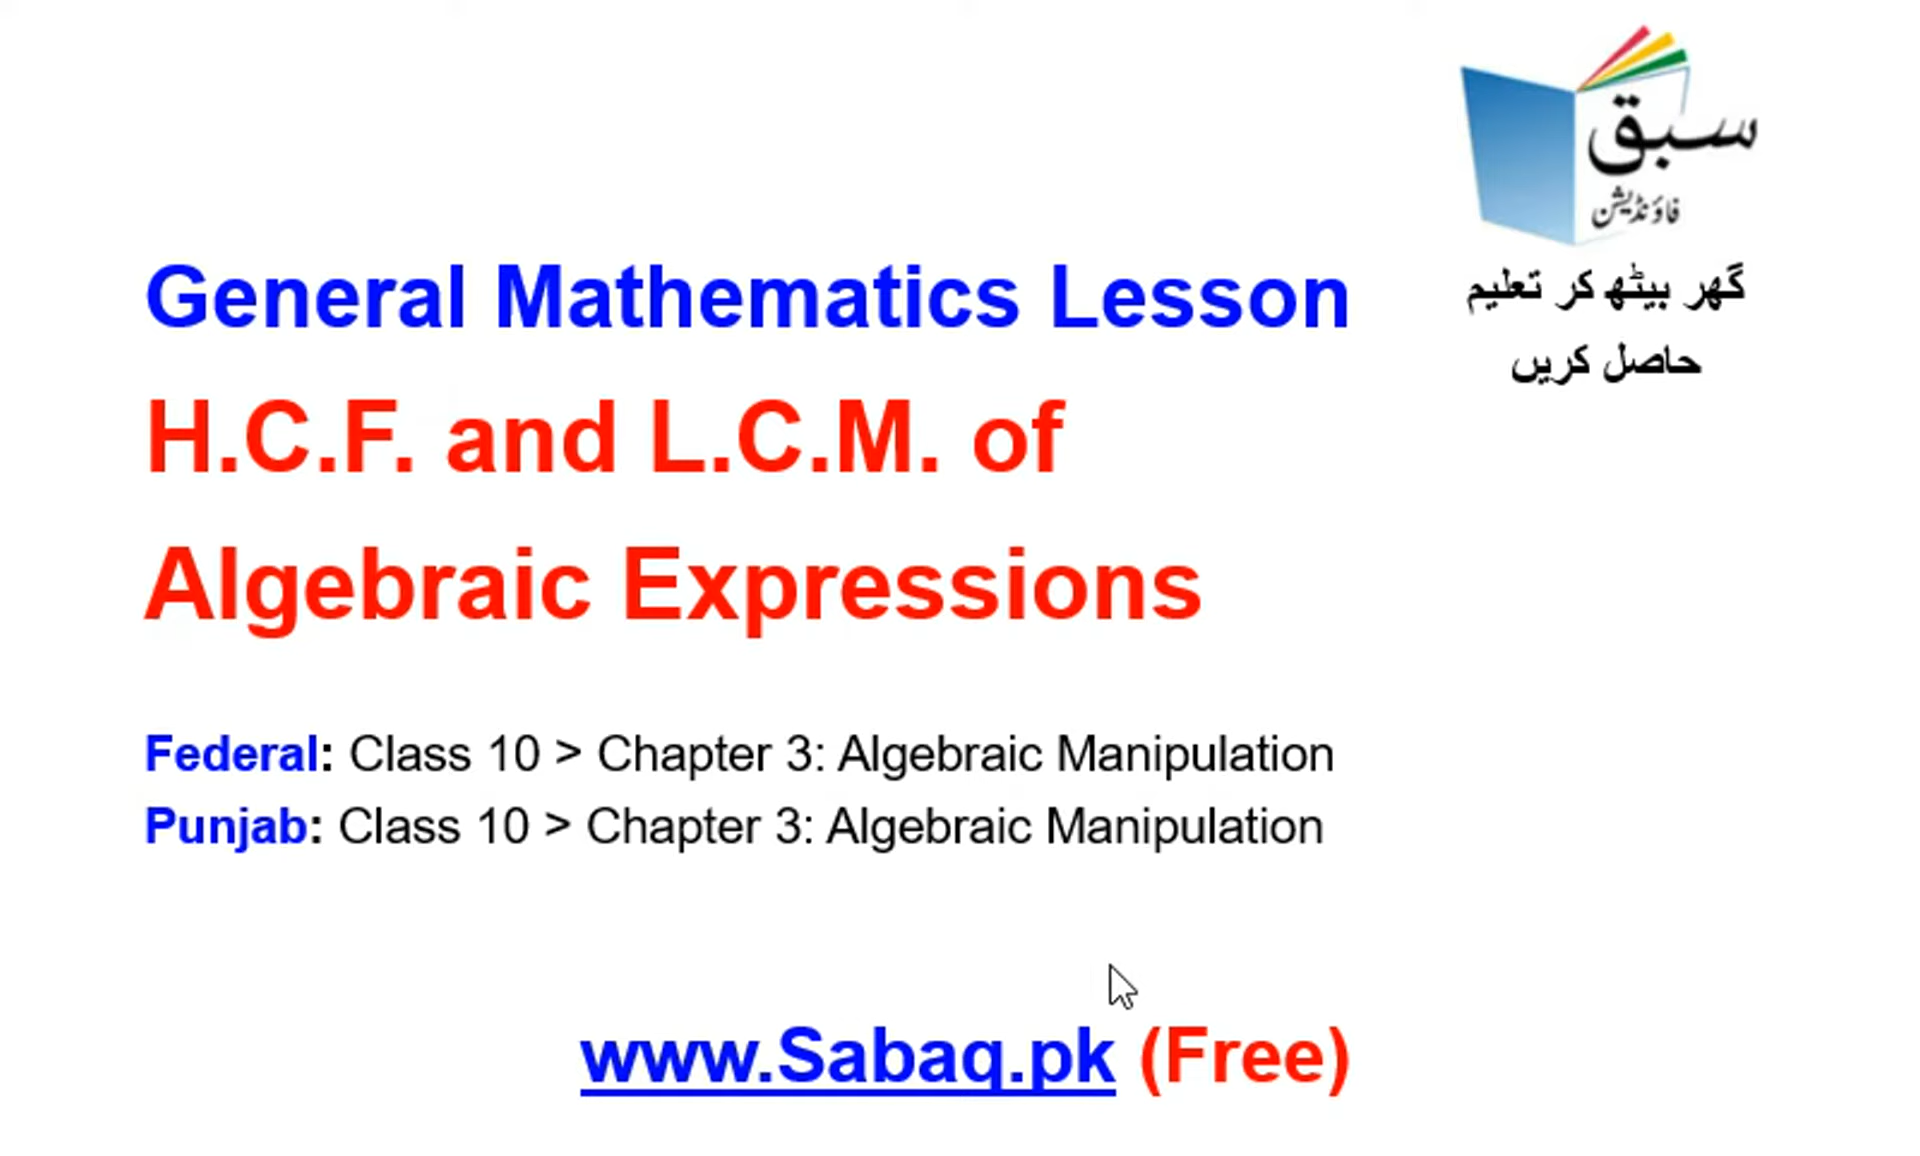 سبق
فاؤنڈیشن
گھر بیٹھ کر تعلیم
حاصل کریں
General Mathematics Lesson
H.C.F. and L.C.M. of
Algebraic Expressions
Federal: Class 10 > Chapter 3: Algebraic Manipulation
Punjab: Class 10 > Chapter 3: Algebraic Manipulation
www.Sabaq.pk (Free)